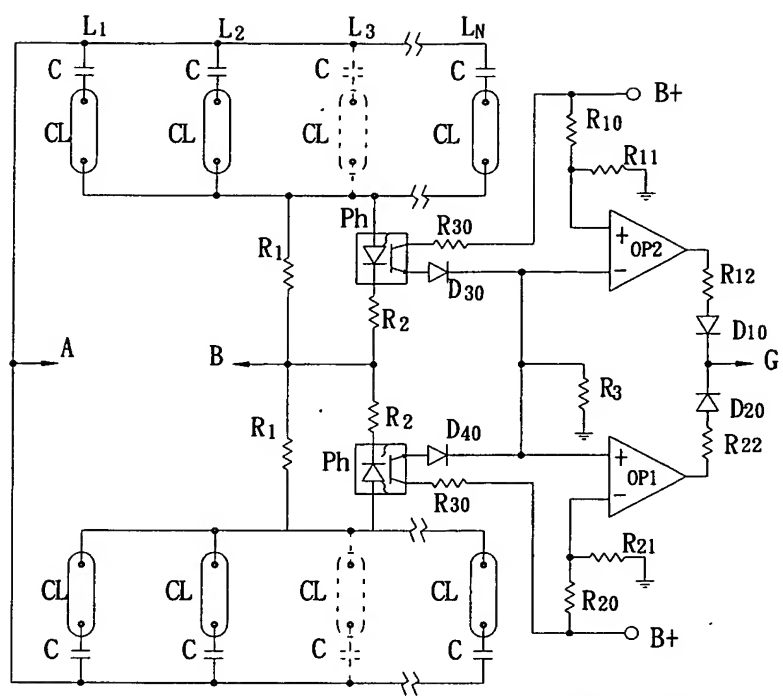 L1 L2 L3 LN
C C C C
B+
CL CL CL CL
R10
R11
Ph
R30
+
OP2
R1
−
D30
R12
R2
D10
A B G
R3
D20
R1
R2
D40
R22
+
Ph
OP1
R30
−
R21
CL CL CL CL
R20
C C C C
B+